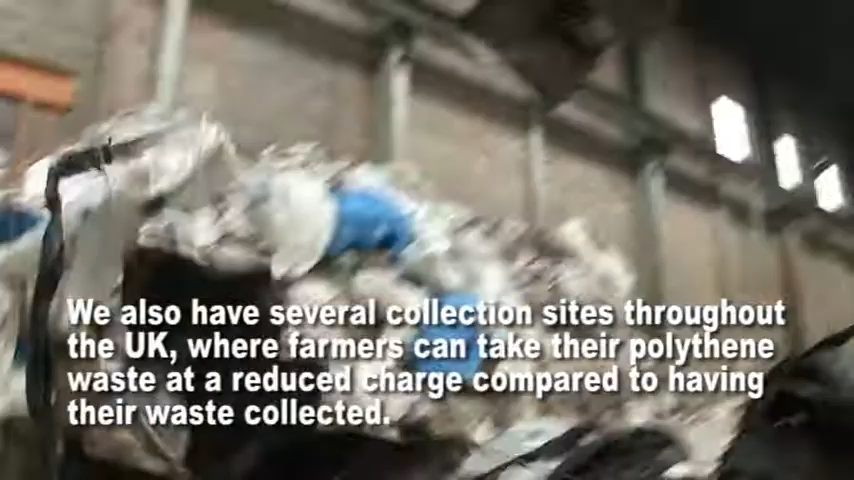 We also have several collection sites throughout
the UK, where farmers can take their polythene
waste at a reduced charge compared to having
their waste collected.